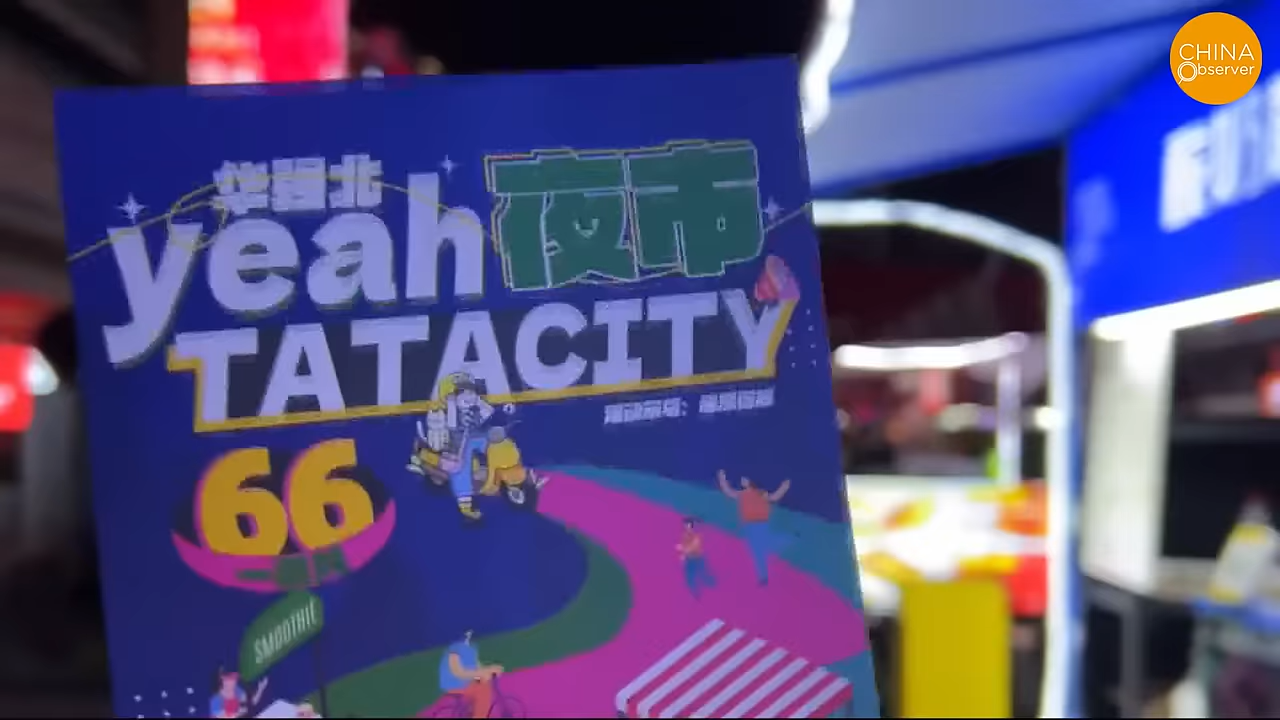 CHINA
Observer
华强北
yeah 夜市
TATACITY
66
SMOOTHIE